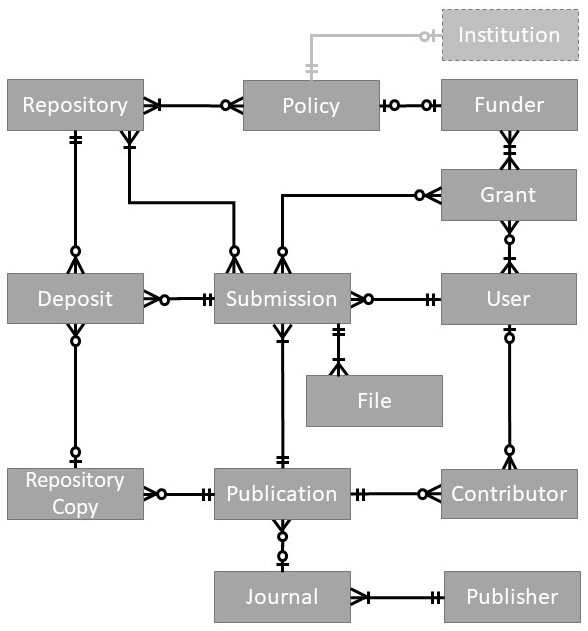 Institution
Repository
Policy
Funder
Grant
Deposit
Submission
User
File
Repository
Copy
Publication
Contributor
Journal
Publisher